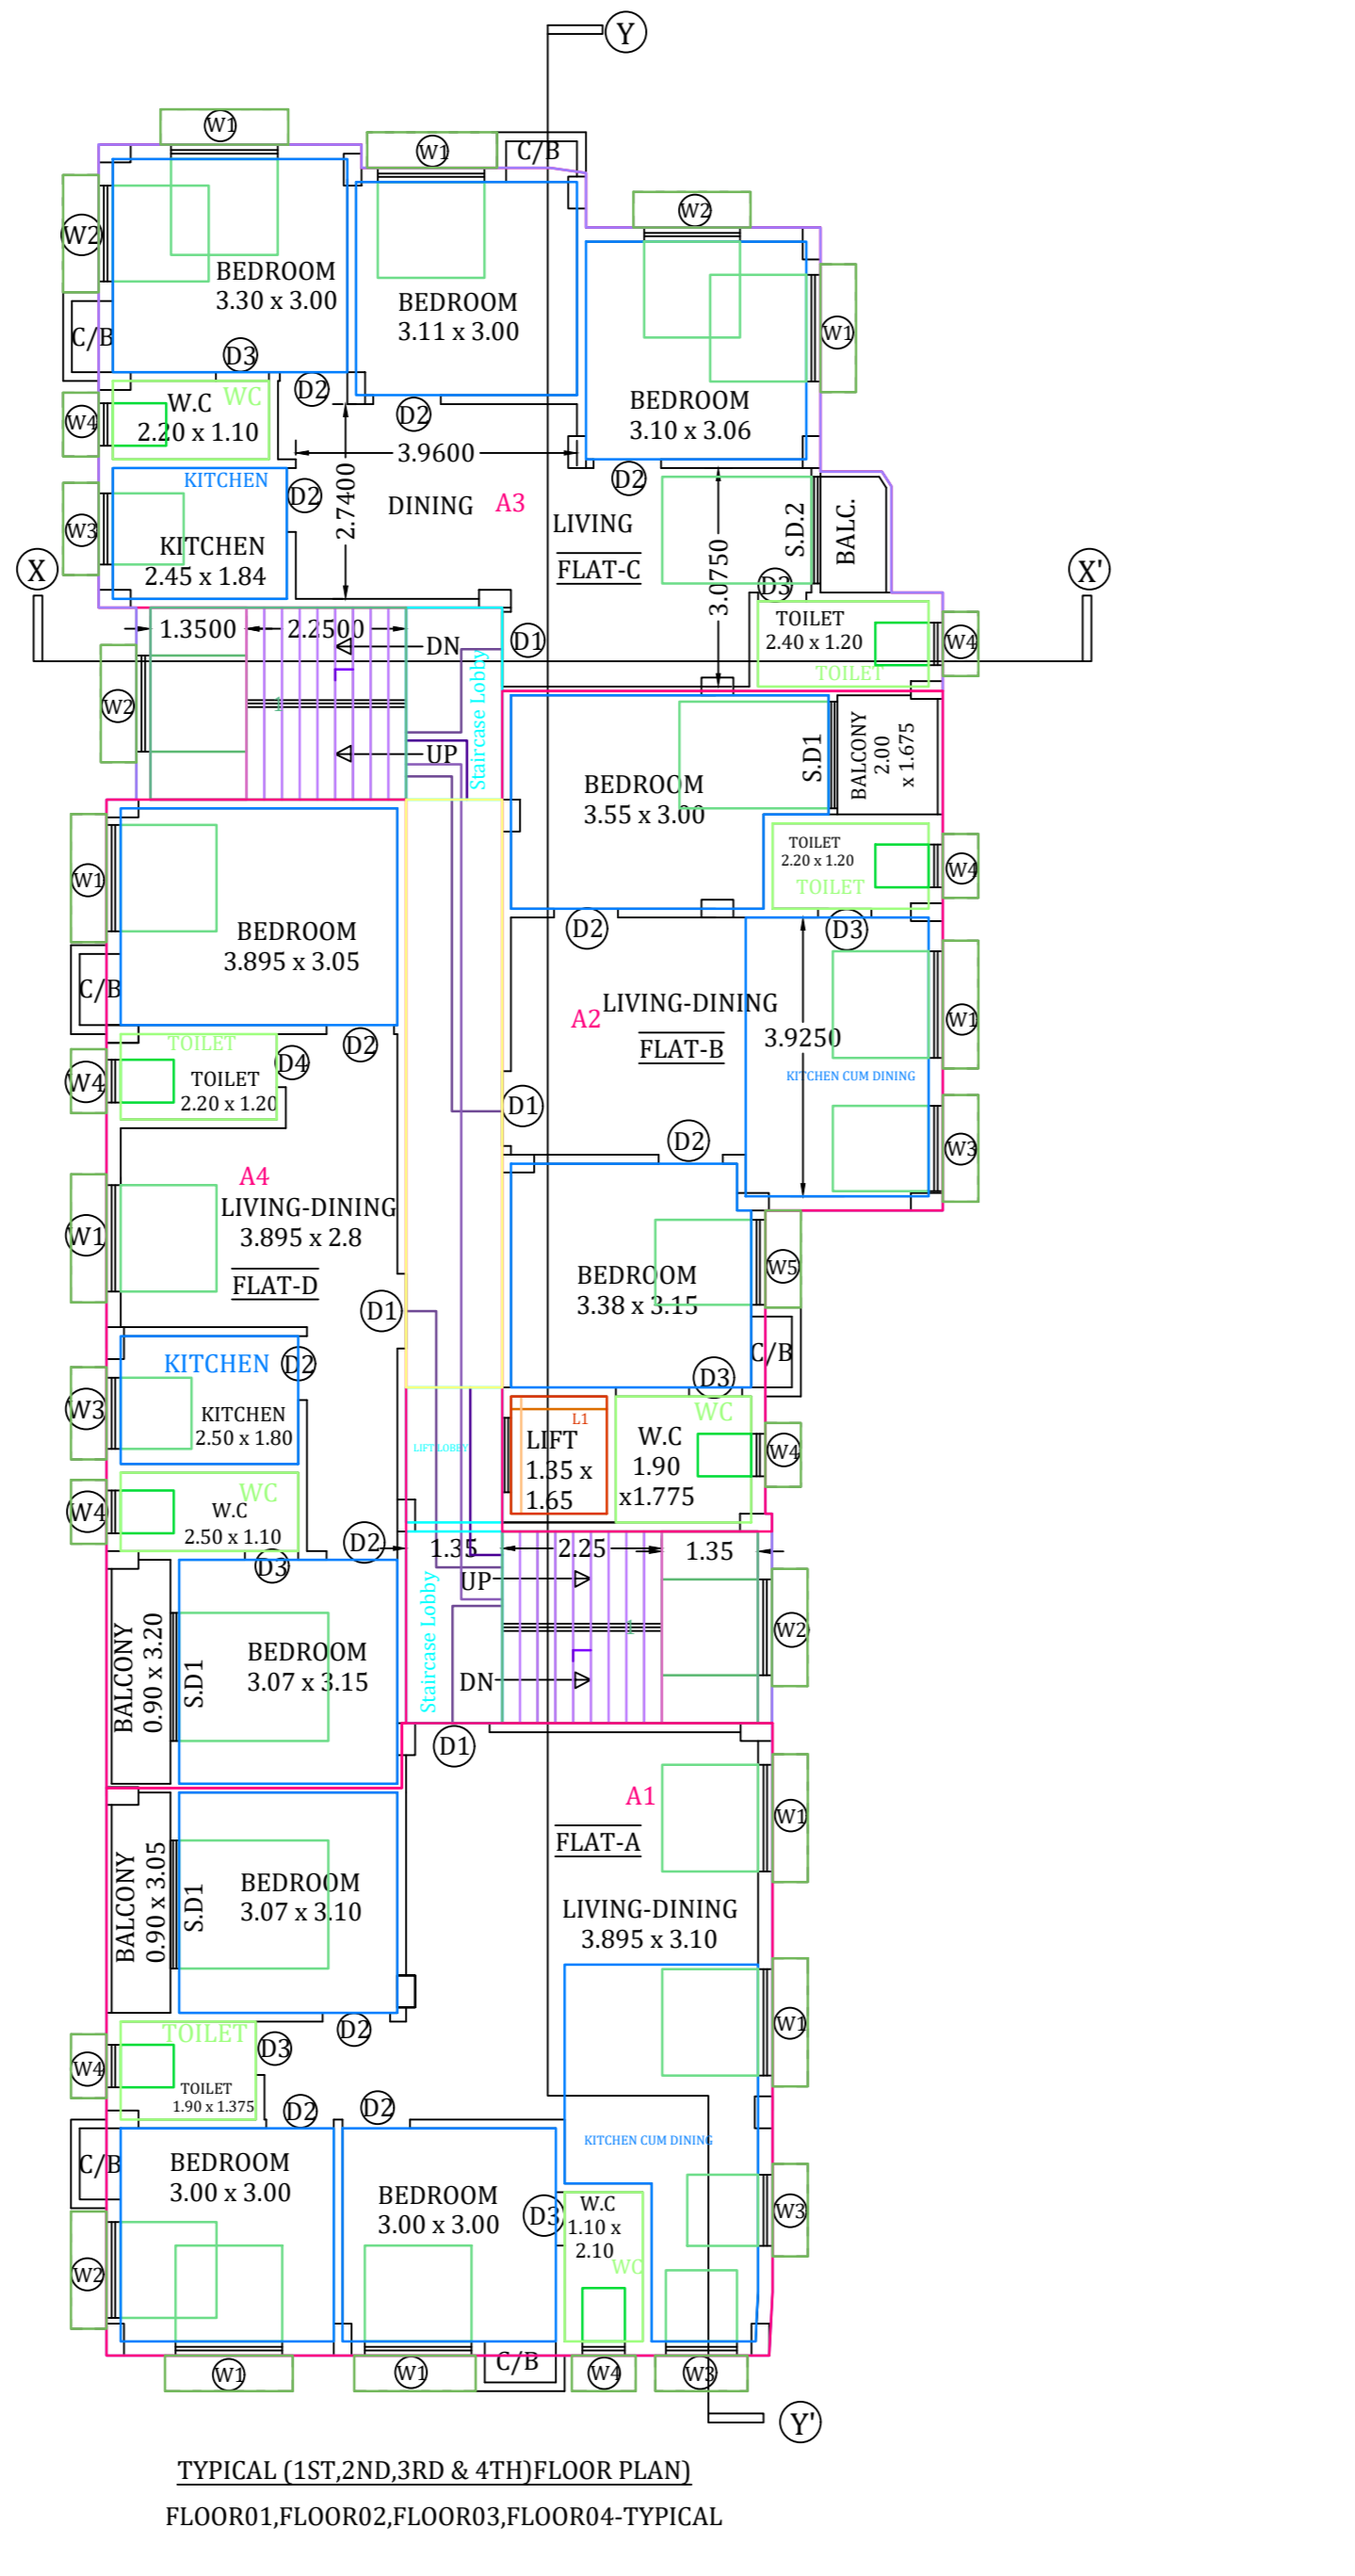 Y
W1
W1
C/B
W2
W2
BEDROOM
3.30 x 3.00
BEDROOM
3.11 x 3.00
C/B
W1
D3
D2
D2
BEDROOM
3.10 x 3.06
W.C
WC
2.20 x 1.10
W4
3.9600
KITCHEN
D2
D2
2.7400
DINING
A3
LIVING
S.D.2
BALC.
W3
KITCHEN
2.45 x 1.84
FLAT-C
X
X'
3.0750
D3
TOILET
2.40 x 1.20
TOILET
W4
1.3500
2.2500
DN
D1
Staircase Lobby
W2
1
UP
BEDROOM
3.55 x 3.00
S.D1
BALCONY
2.00
x 1.675
TOILET
2.20 x 1.20
TOILET
W4
W1
BEDROOM
3.895 x 3.05
C/B
D2
D3
LIVING-DINING
A2
FLAT-B
3.9250
W1
KITCHEN CUM DINING
TOILET
D2
D4
TOILET
2.20 x 1.20
W4
D1
D2
W3
A4
LIVING-DINING
3.895 x 2.8
FLAT-D
W1
BEDROOM
3.38 x 3.15
W5
D1
C/B
KITCHEN
D2
D3
KITCHEN
2.50 x 1.80
W3
LIFT LOBBY
L1
LIFT
1.35 x
1.65
WC
W.C
1.90
x1.775
W4
WC
W.C
2.50 x 1.10
W4
D3
D2
1.35
2.25
1.35
UP
Staircase Lobby
1
W2
DN
BALCONY
0.90 x 3.20
S.D1
BEDROOM
3.07 x 3.15
D1
A1
FLAT-A
W1
BALCONY
0.90 x 3.05
S.D1
BEDROOM
3.07 x 3.10
LIVING-DINING
3.895 x 3.10
W1
TOILET
D3
D2
W4
TOILET
1.90 x 1.375
D2
D2
KITCHEN CUM DINING
C/B
BEDROOM
3.00 x 3.00
BEDROOM
3.00 x 3.00
D3
W.C
1.10 x
2.10
WC
W3
W2
W1
W1
C/B
W4
W3
Y'
TYPICAL (1ST,2ND,3RD & 4TH)FLOOR PLAN)
FLOOR01,FLOOR02,FLOOR03,FLOOR04-TYPICAL